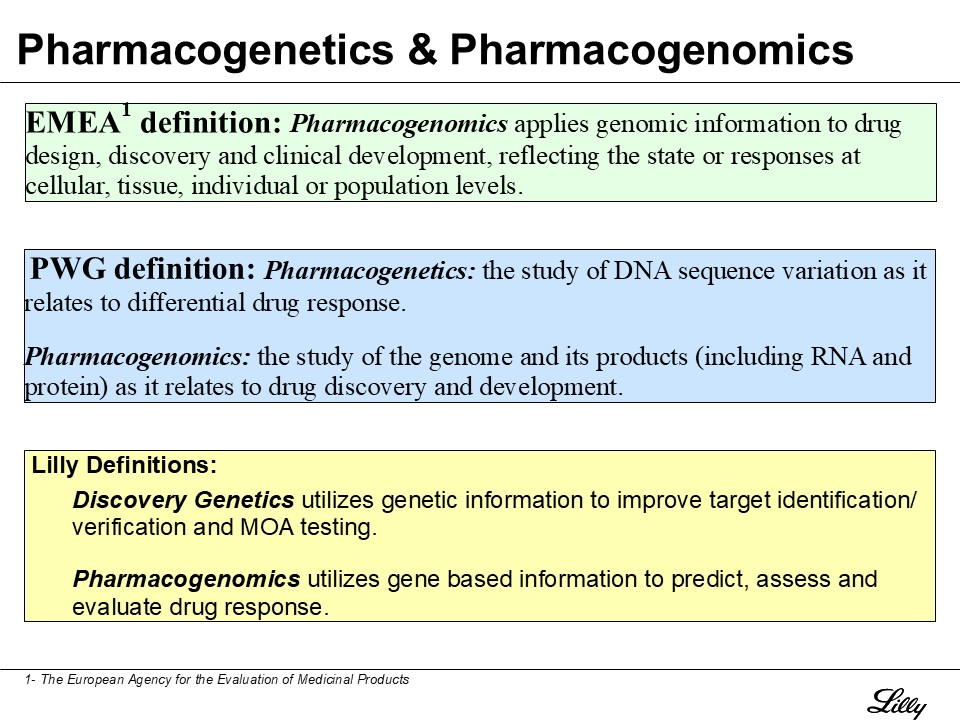 Pharmacogenetics & Pharmacogenomics
EMEA1 definition: Pharmacogenomics applies genomic information to drug
design, discovery and clinical development, reflecting the state or responses at
cellular, tissue, individual or population levels.
PWG definition: Pharmacogenetics: the study of DNA sequence variation as it
relates to differential drug response.
Pharmacogenomics: the study of the genome and its products (including RNA and
protein) as it relates to drug discovery and development.
Lilly Definitions:
Discovery Genetics utilizes genetic information to improve target identification/
verification and MOA testing.
Pharmacogenomics utilizes gene based information to predict, assess and
evaluate drug response.
1- The European Agency for the Evaluation of Medicinal Products
Lilly